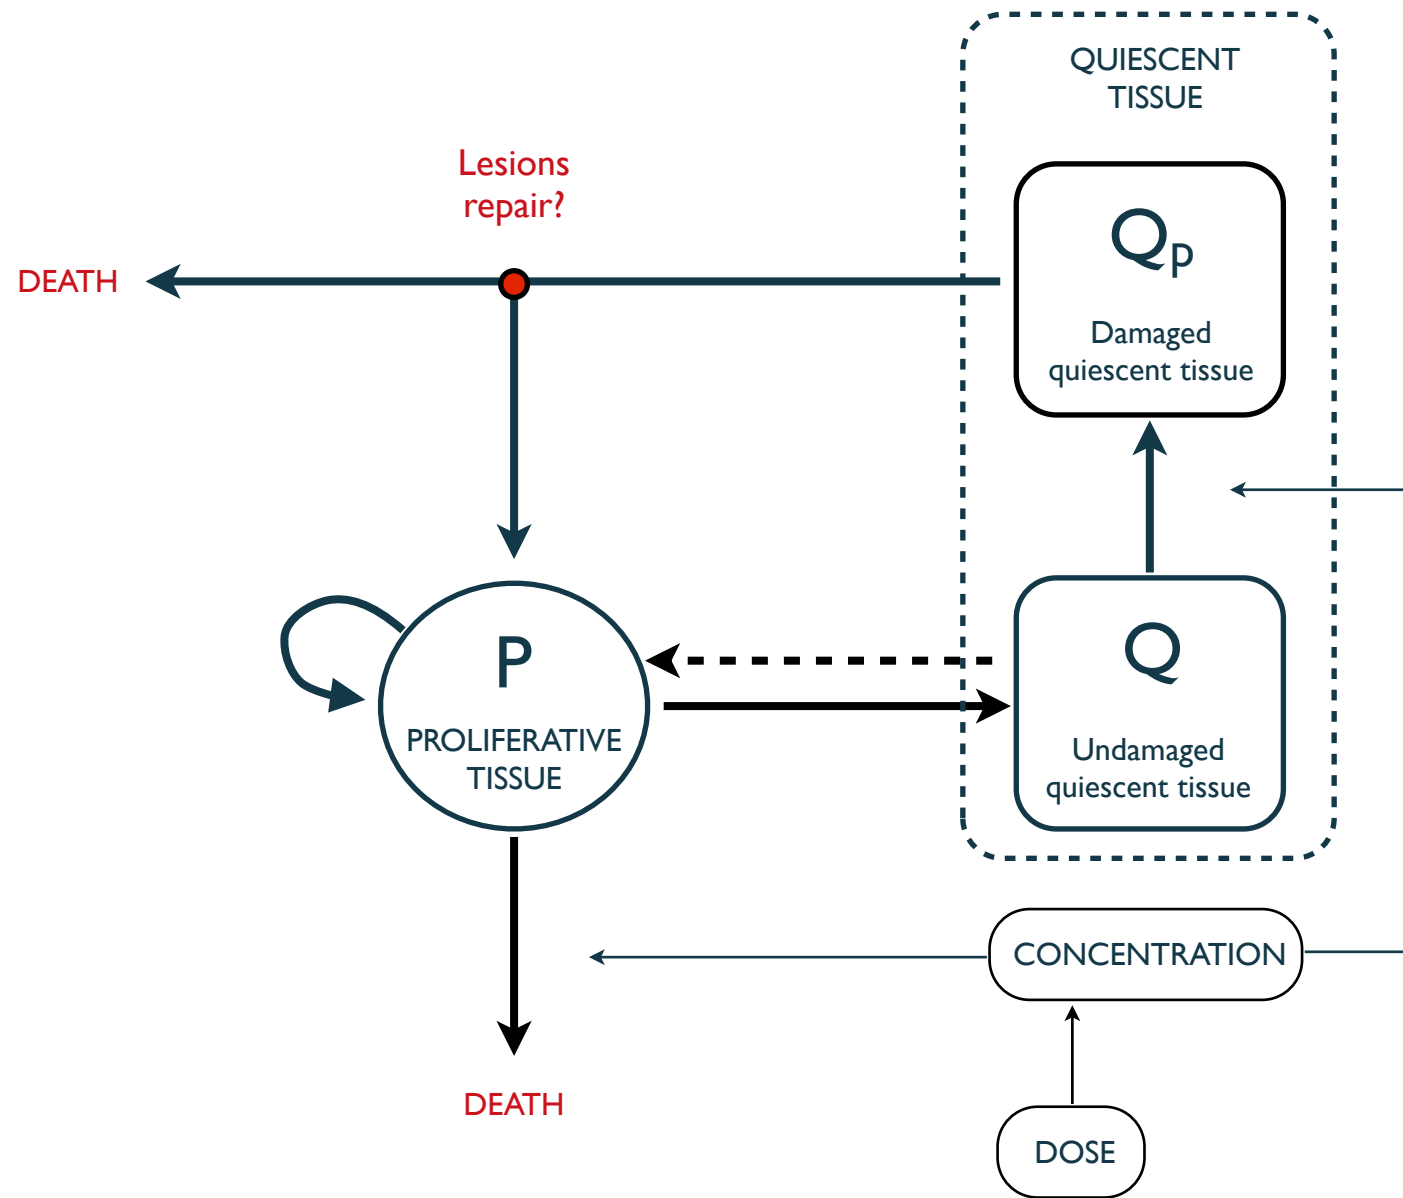 QUIESCENT
TISSUE
Lesions
repair?
Qp
DEATH
Damaged
quiescent tissue
P
PROLIFERATIVE
TISSUE
Q
Undamaged
quiescent tissue
CONCENTRATION
DEATH
DOSE